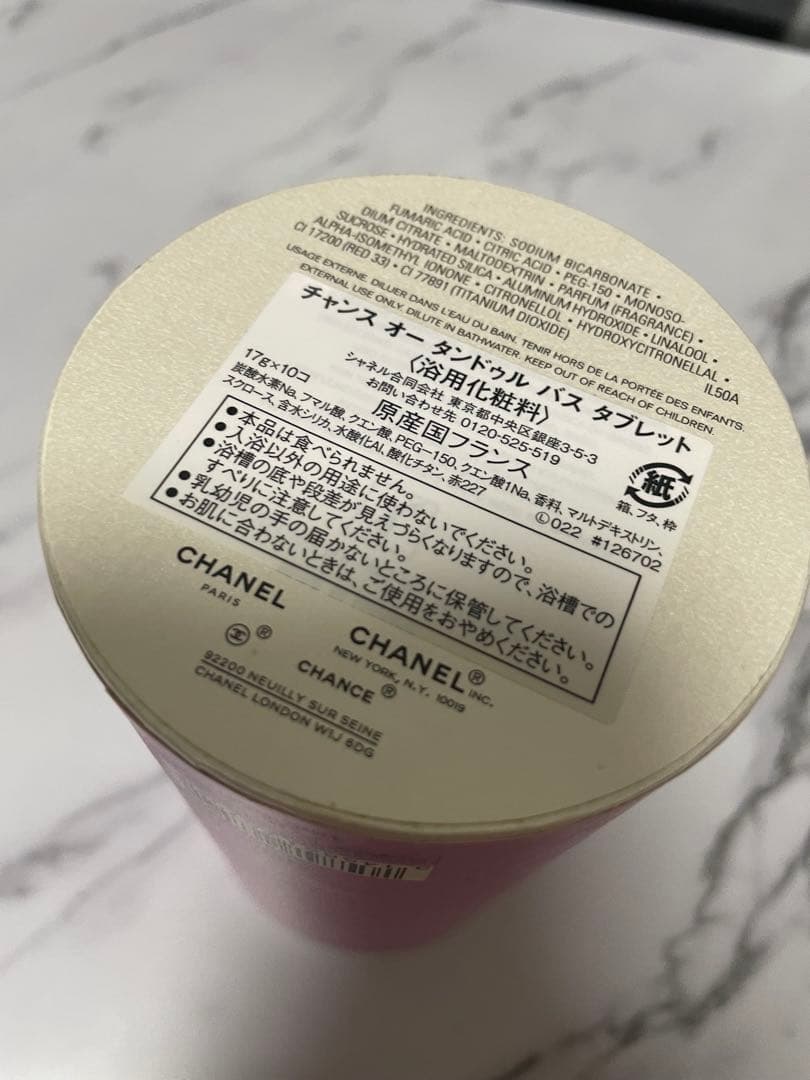 INGREDIENTS: SODIUM BICARBONATE •
FUMARIC ACID • CITRIC ACID • PEG-150 • MONOSO-
DIUM CITRATE • MALTODEXTRIN • PARFUM (FRAGRANCE) •
SUCROSE • HYDRATED SILICA • ALUMINUM HYDROXIDE • LINALOOL •
ALPHA-ISOMETHYL IONONE • CITRONELLOL • HYDROXYCITRONELLAL •
CI 17200 (RED 33) • CI 77891 (TITANIUM DIOXIDE)
IL50A
USAGE EXTERNE. DILUER DANS L'EAU DU BAIN. TENIR HORS DE LA PORTÉE DES ENFANTS.
EXTERNAL USE ONLY. DILUTE IN BATHWATER. KEEP OUT OF REACH OF CHILDREN.
チャンス オー タンドゥル バス タブレット
〈浴用化粧料〉
17g×10コ
シャネル合同会社 東京都中央区銀座3-5-3
お問い合わせ先 0120-525-519
原産国フランス
紙
箱、フタ、枠
炭酸水素Na、フマル酸、クエン酸、PEG−150、クエン酸1Na、香料、マルトデキストリン、
スクロース、含水シリカ、水酸化Al、酸化チタン、赤227
Ⓛ022 #126702
●本品は食べられません。
●入浴以外の用途に使わないでください。
●浴槽の底や段差が見えづらくなりますので、浴槽での
すべりに注意してください。
●乳幼児の手の届かないところに保管してください。
●お肌に合わないときは、ご使用をおやめください。
CHANEL
PARIS
CHANEL® INC.
NEW YORK, N.Y. 10019
CHANCE®
92200 NEUILLY SUR SEINE
CHANEL LONDON W1J 6DG